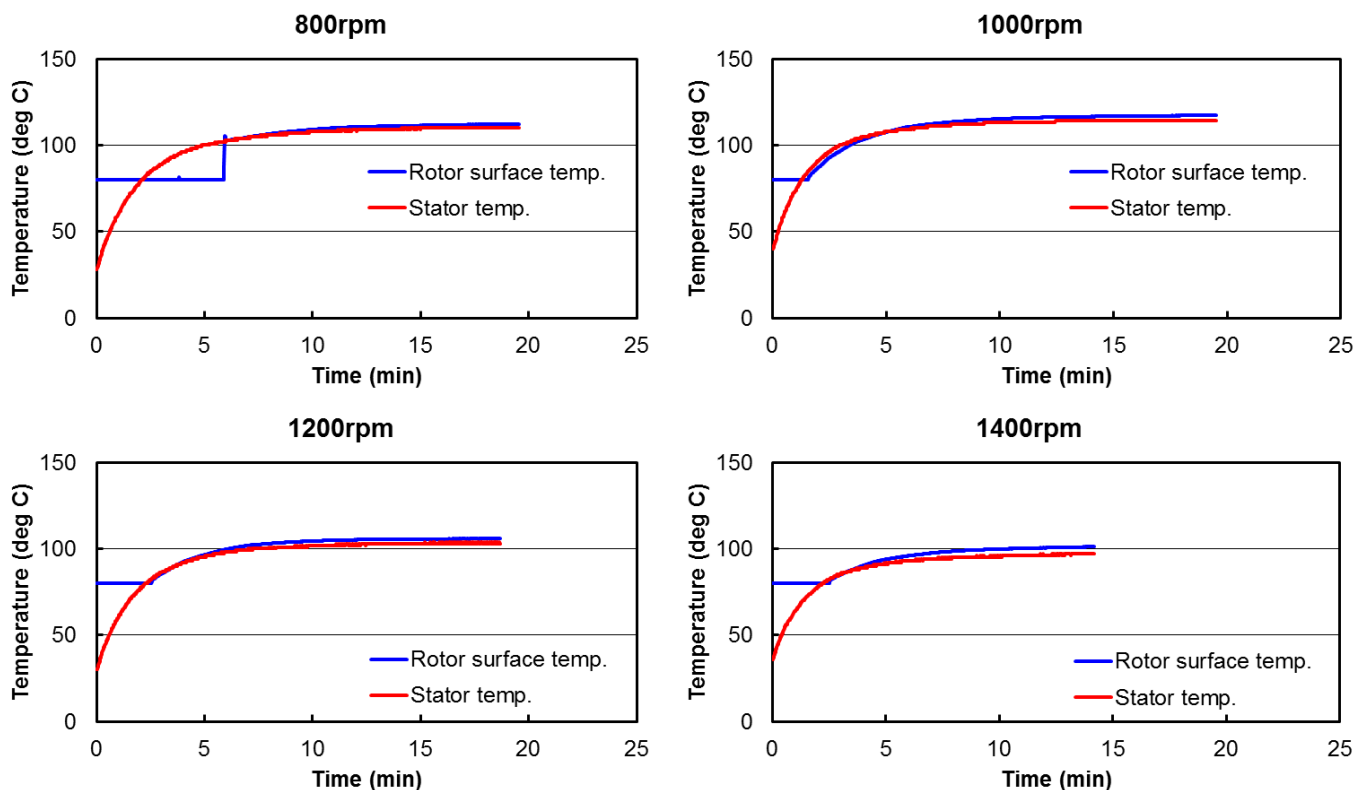 800rpm
Temperature (deg C)
150
100
50
0
Rotor surface temp.
Stator temp.
0 5 10 15 20 25
Time (min)
1000rpm
Temperature (deg C)
150
100
50
0
Rotor surface temp.
Stator temp.
0 5 10 15 20 25
Time (min)
1200rpm
Temperature (deg C)
150
100
50
0
Rotor surface temp.
Stator temp.
0 5 10 15 20 25
Time (min)
1400rpm
Temperature (deg C)
150
100
50
0
Rotor surface temp.
Stator temp.
0 5 10 15 20 25
Time (min)